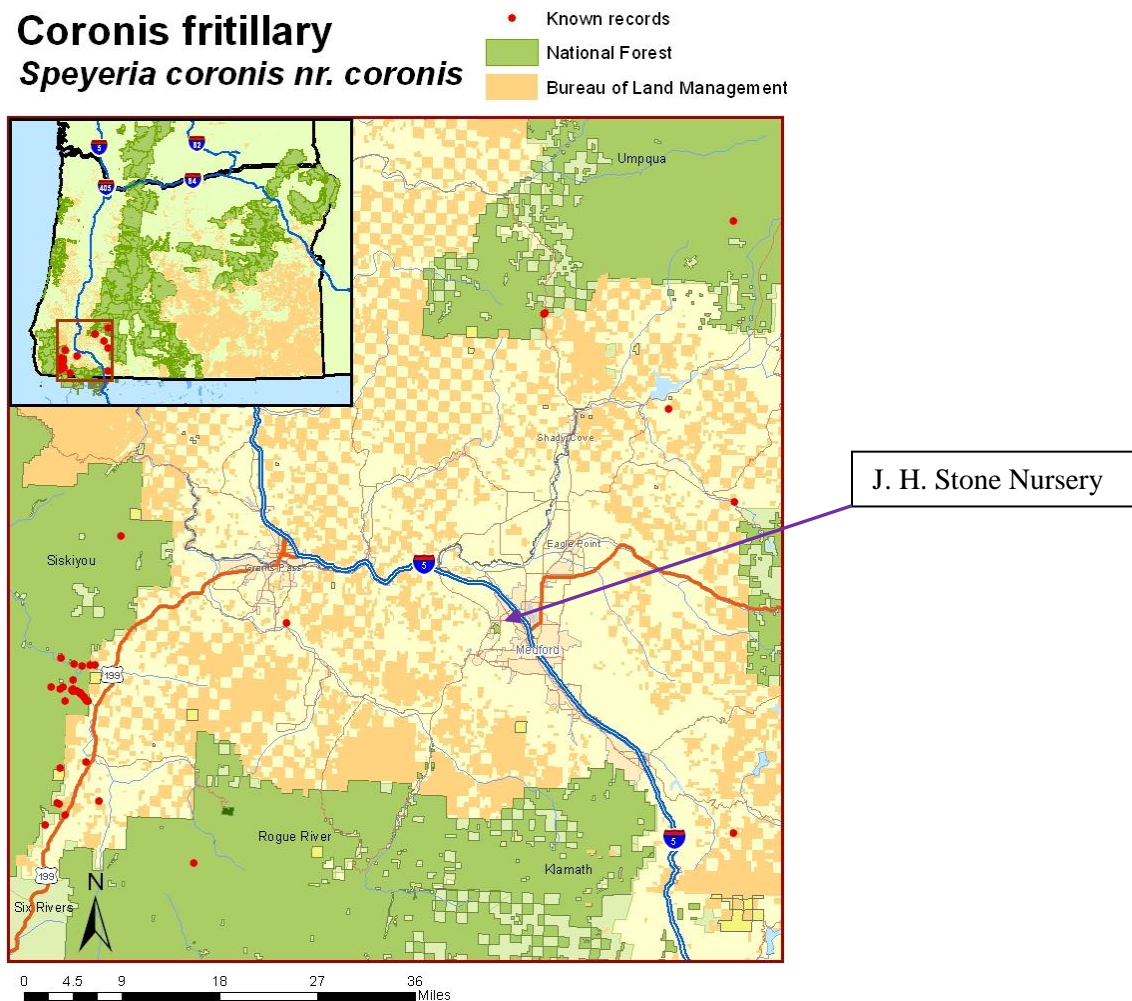 Coronis fritillary
Speyeria coronis nr. coronis
Known records
National Forest
Bureau of Land Management
5
82
405
84
Umpqua
Shady Cove
J. H. Stone Nursery
Siskiyou
Eagle Point
5
Grants Pass
Medford
199
Rogue River
5
Klamath
199
N
Six Rivers
0 4.5 9 18 27 36
Miles